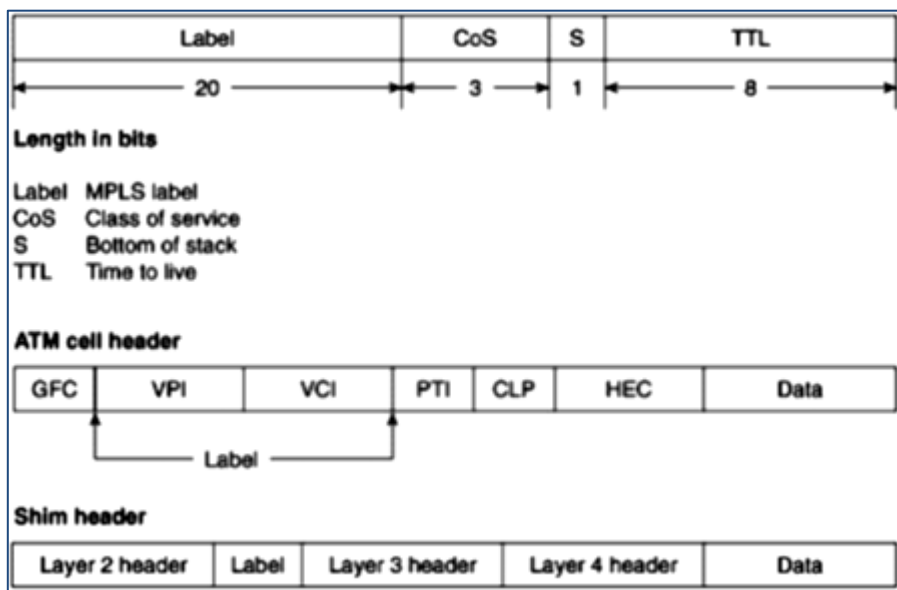 Label CoS S TTL
20 3 1 8
Length in bits
Label MPLS label
CoS Class of service
S Bottom of stack
TTL Time to live
ATM cell header
GFC VPI VCI PTI CLP HEC Data
Label
Shim header
Layer 2 header Label Layer 3 header Layer 4 header Data